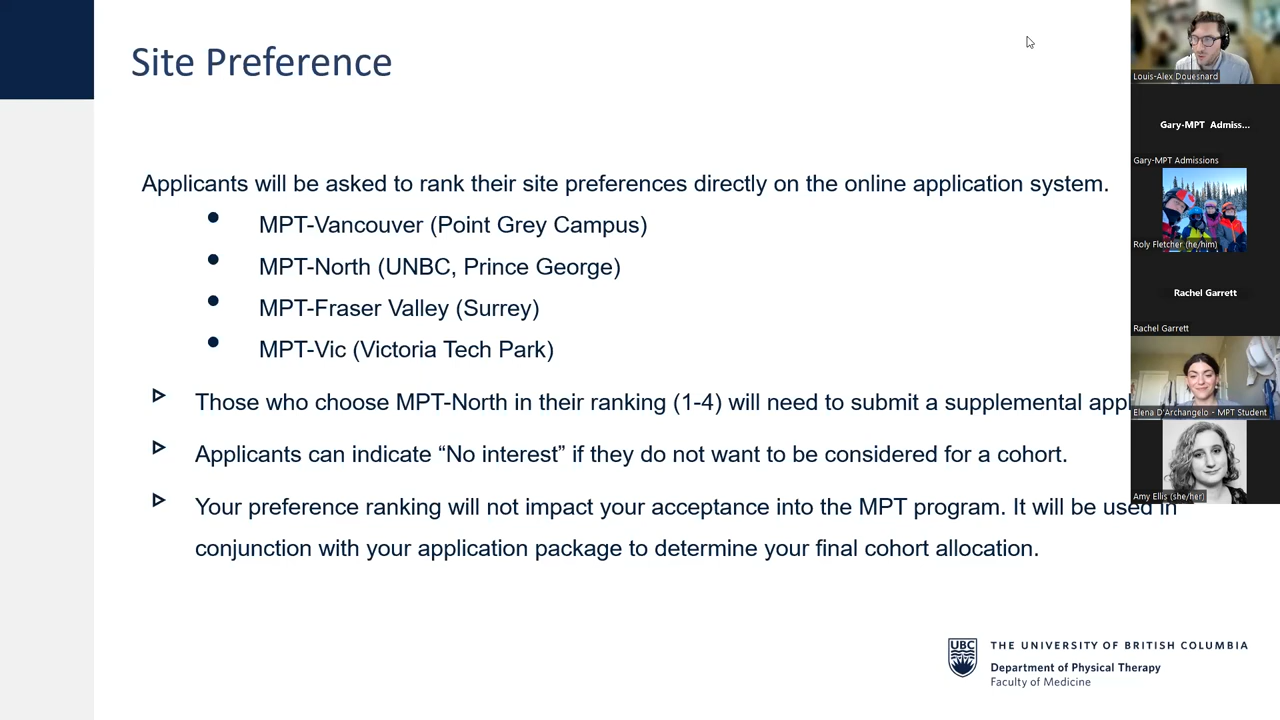 Site Preference
Applicants will be asked to rank their site preferences directly on the online application system.
• MPT-Vancouver (Point Grey Campus)
• MPT-North (UNBC, Prince George)
• MPT-Fraser Valley (Surrey)
• MPT-Vic (Victoria Tech Park)
Those who choose MPT-North in their ranking (1-4) will need to submit a supplemental appl
Applicants can indicate “No interest” if they do not want to be considered for a cohort.
Your preference ranking will not impact your acceptance into the MPT program. It will be used in
conjunction with your application package to determine your final cohort allocation.
UBC
THE UNIVERSITY OF BRITISH COLUMBIA
Department of Physical Therapy
Faculty of Medicine
Louis-Alex Douesnard
Gary-MPT Admiss...
Gary-MPT Admissions
Roly Fletcher (he/him)
Rachel Garrett
Rachel Garrett
Elena D'Archangelo - MPT Student
Amy Ellis (she/her)